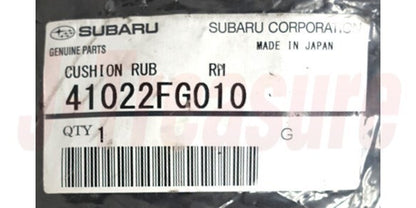 SUBARU SUBARU CORPORATION
GENUINE PARTS MADE IN JAPAN
CUSHION RUB RM
41022FG010
QTY 1 G